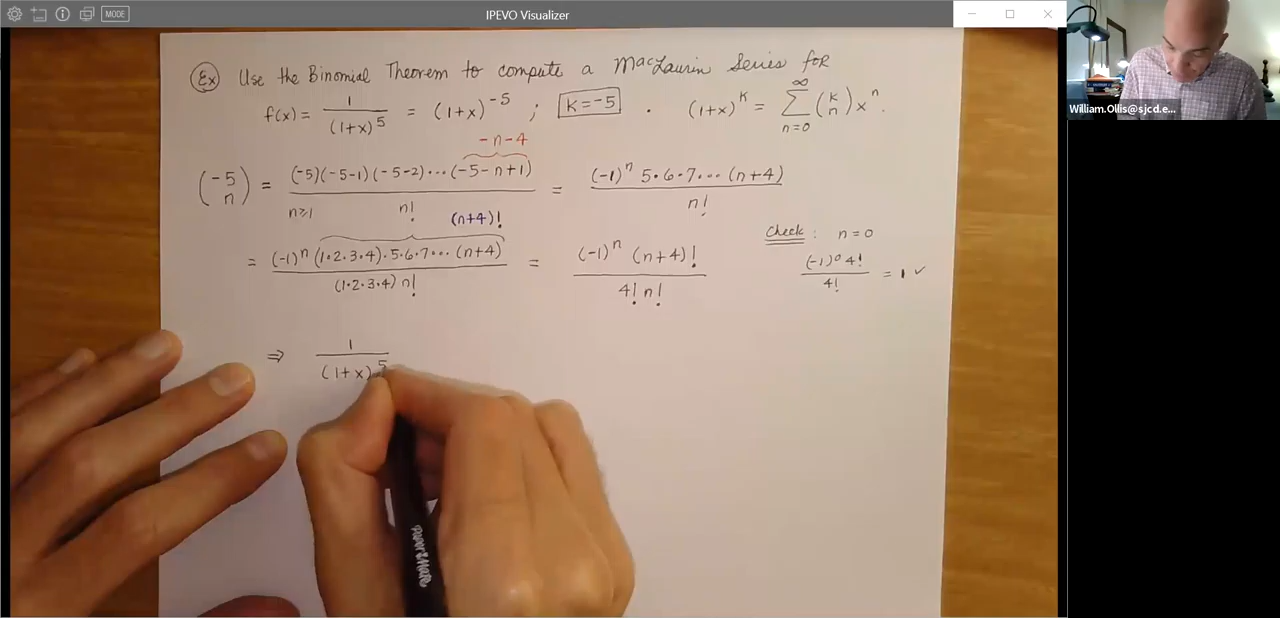 MODE
IPEVO Visualizer
William.Ollis@sjcd.e...
Ex Use the Binomial Theorem to compute a MacLaurin Series for
f(x) = 1/(1+x)^5 = (1+x)^-5 ; k = -5 . (1+x)^k = ∑_{n=0}^∞ (k n) x^n.
-n-4
(-5 n) = (-5)(-5-1)(-5-2)...(-5-n+1)/n! = (-1)^n 5·6·7...(n+4)/n!
n≥1
(n+4)!
= (-1)^n (1·2·3·4)·5·6·7...(n+4)/(1·2·3·4) n! = (-1)^n (n+4)!/4! n!
Check : n=0
(-1)^0 4!/4! = 1 ✓
⇒ 1/(1+x)^5
PaperMate